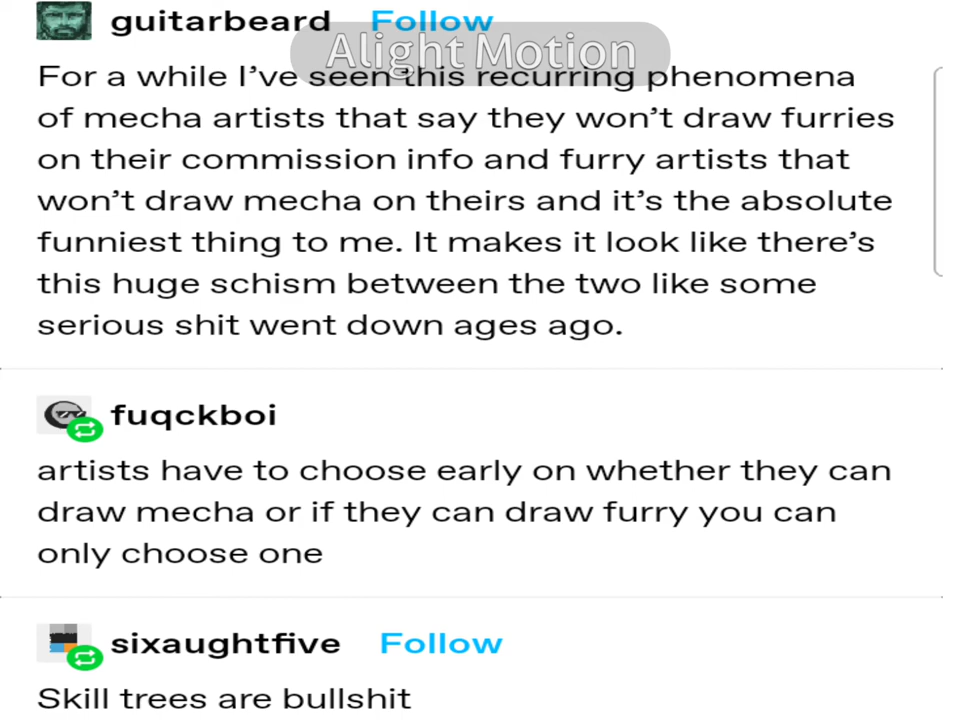 guitarbeard Follow
Alight Motion
For a while I've seen this recurring phenomena
of mecha artists that say they won't draw furries
on their commission info and furry artists that
won't draw mecha on theirs and it's the absolute
funniest thing to me. It makes it look like there's
this huge schism between the two like some
serious shit went down ages ago.
fuqckboi
artists have to choose early on whether they can
draw mecha or if they can draw furry you can
only choose one
sixaughtfive Follow
Skill trees are bullshit